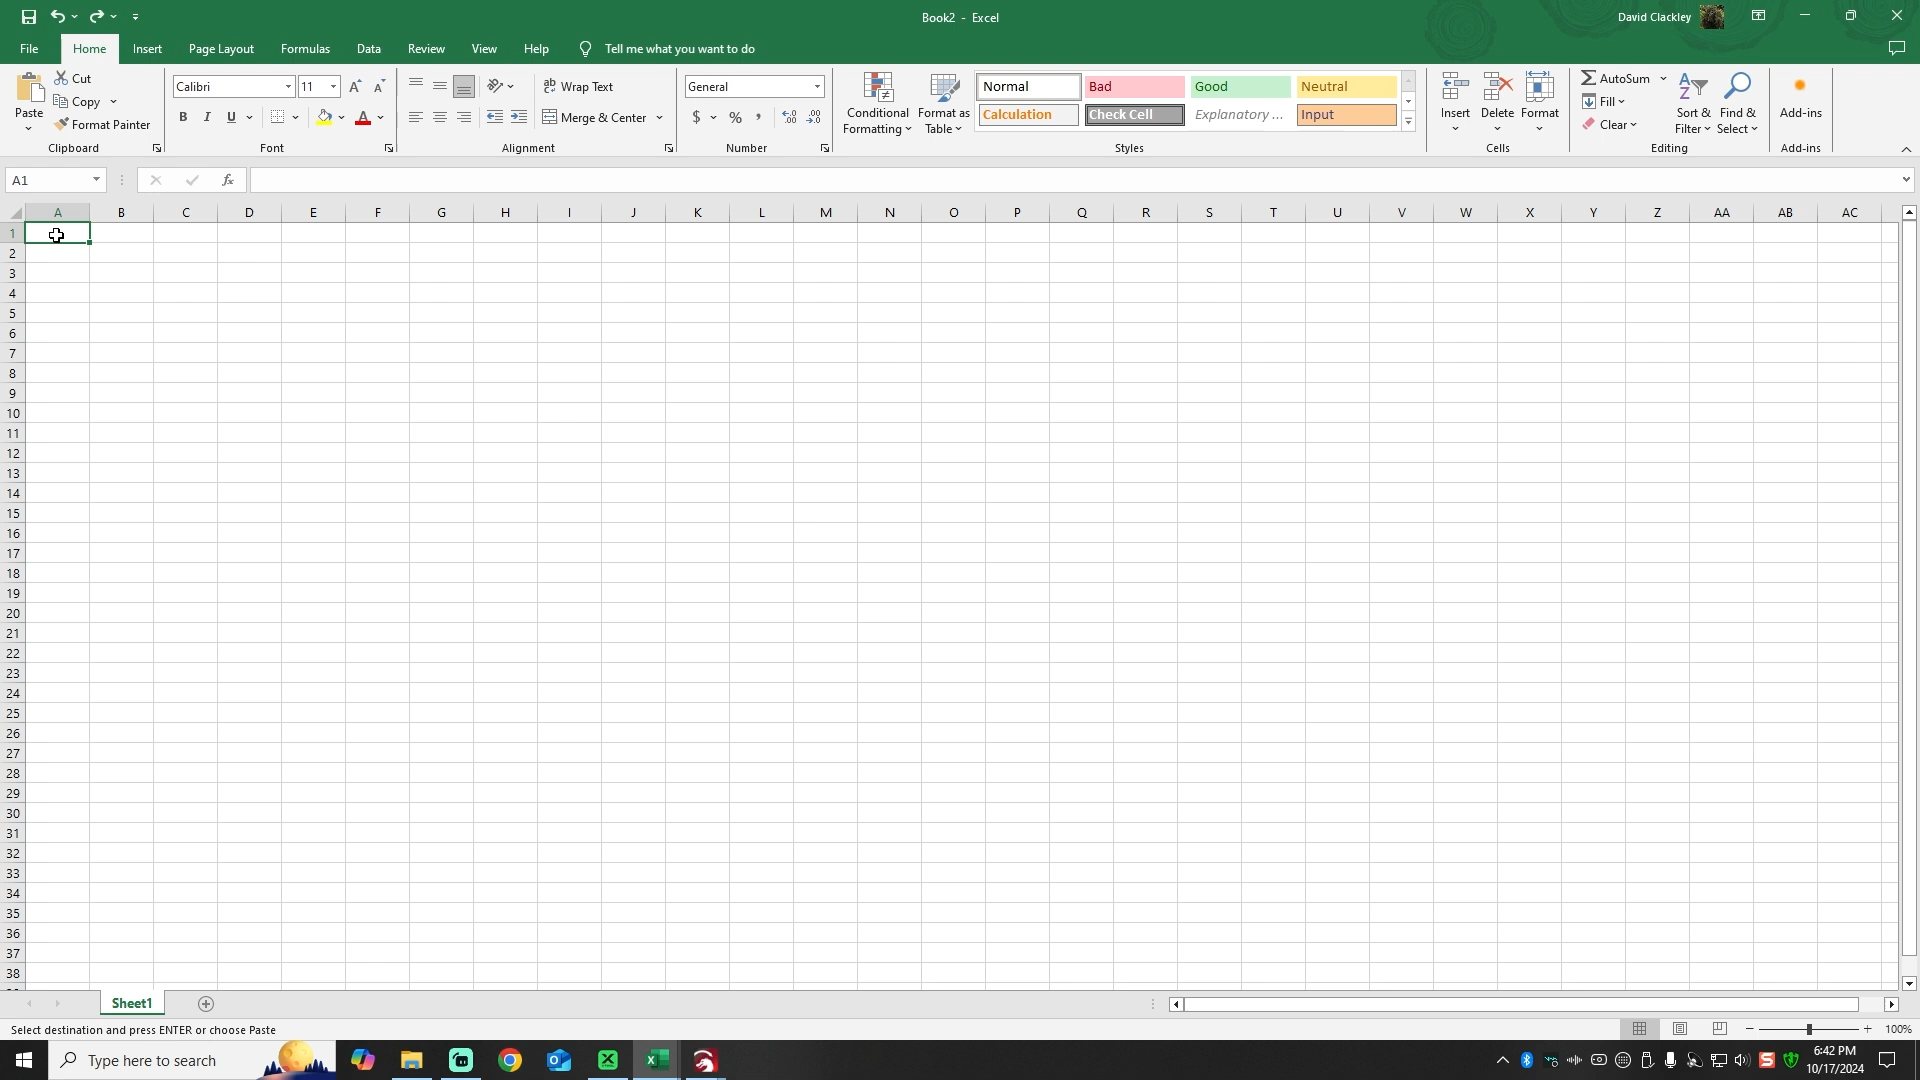 Book2 - Excel
David Clackley
File Home Insert Page Layout Formulas Data Review View Help Tell me what you want to do
Paste
Cut
Copy
Format Painter
Clipboard
Calibri 11
B I U
Font
Wrap Text
Merge & Center
Alignment
General
$ % ,
Number
Conditional Formatting
Format as Table
Normal Bad Good Neutral
Calculation Check Cell Explanatory ... Input
Styles
Insert Delete Format
Cells
AutoSum
Fill
Clear
Sort & Filter
Find & Select
Editing
Add-ins
Add-ins
A1 fx
A B C D E F G H I J K L M N O P Q R S T U V W X Y Z AA AB AC
1
2
3
4
5
6
7
8
9
10
11
12
13
14
15
16
17
18
19
20
21
22
23
24
25
26
27
28
29
30
31
32
33
34
35
36
37
38
Sheet1
Select destination and press ENTER or choose Paste
100%
Type here to search
6:42 PM
10/17/2024